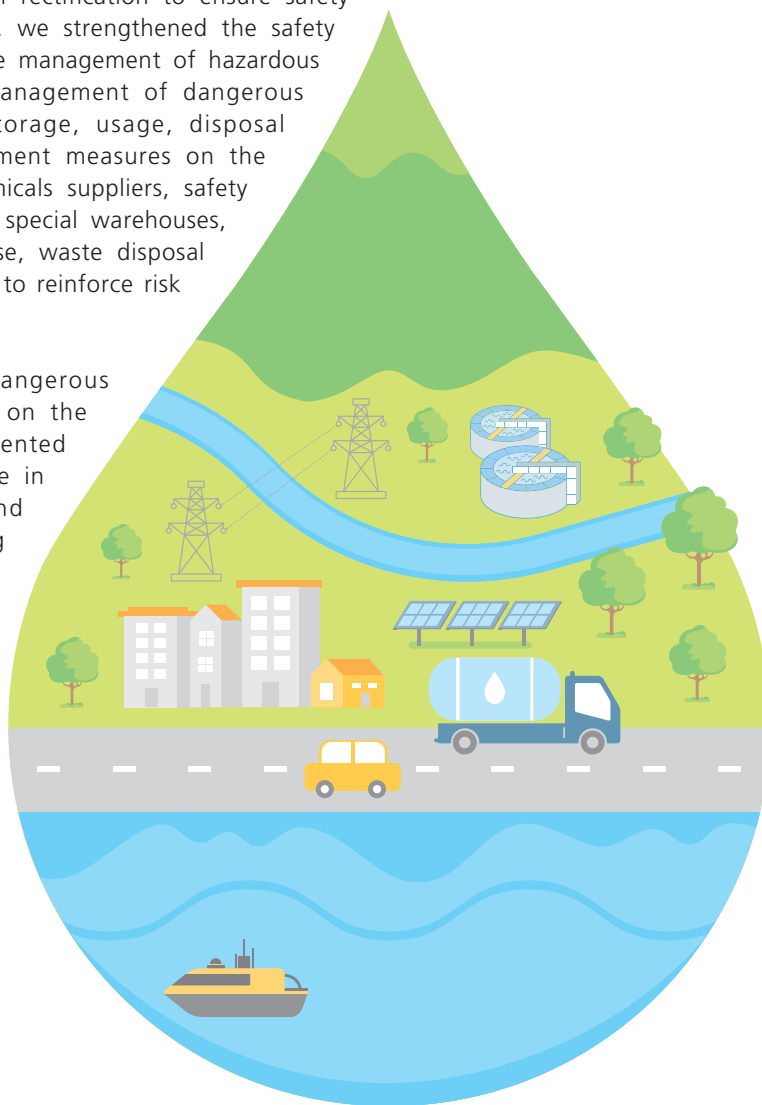 rectification to ensure safety
, we strengthened the safety
e management of hazardous
anagement of dangerous
torage, usage, disposal
ment measures on the
micals suppliers, safety
special warehouses,
se, waste disposal
to reinforce risk
angerous
on the
ented
e in
nd
g